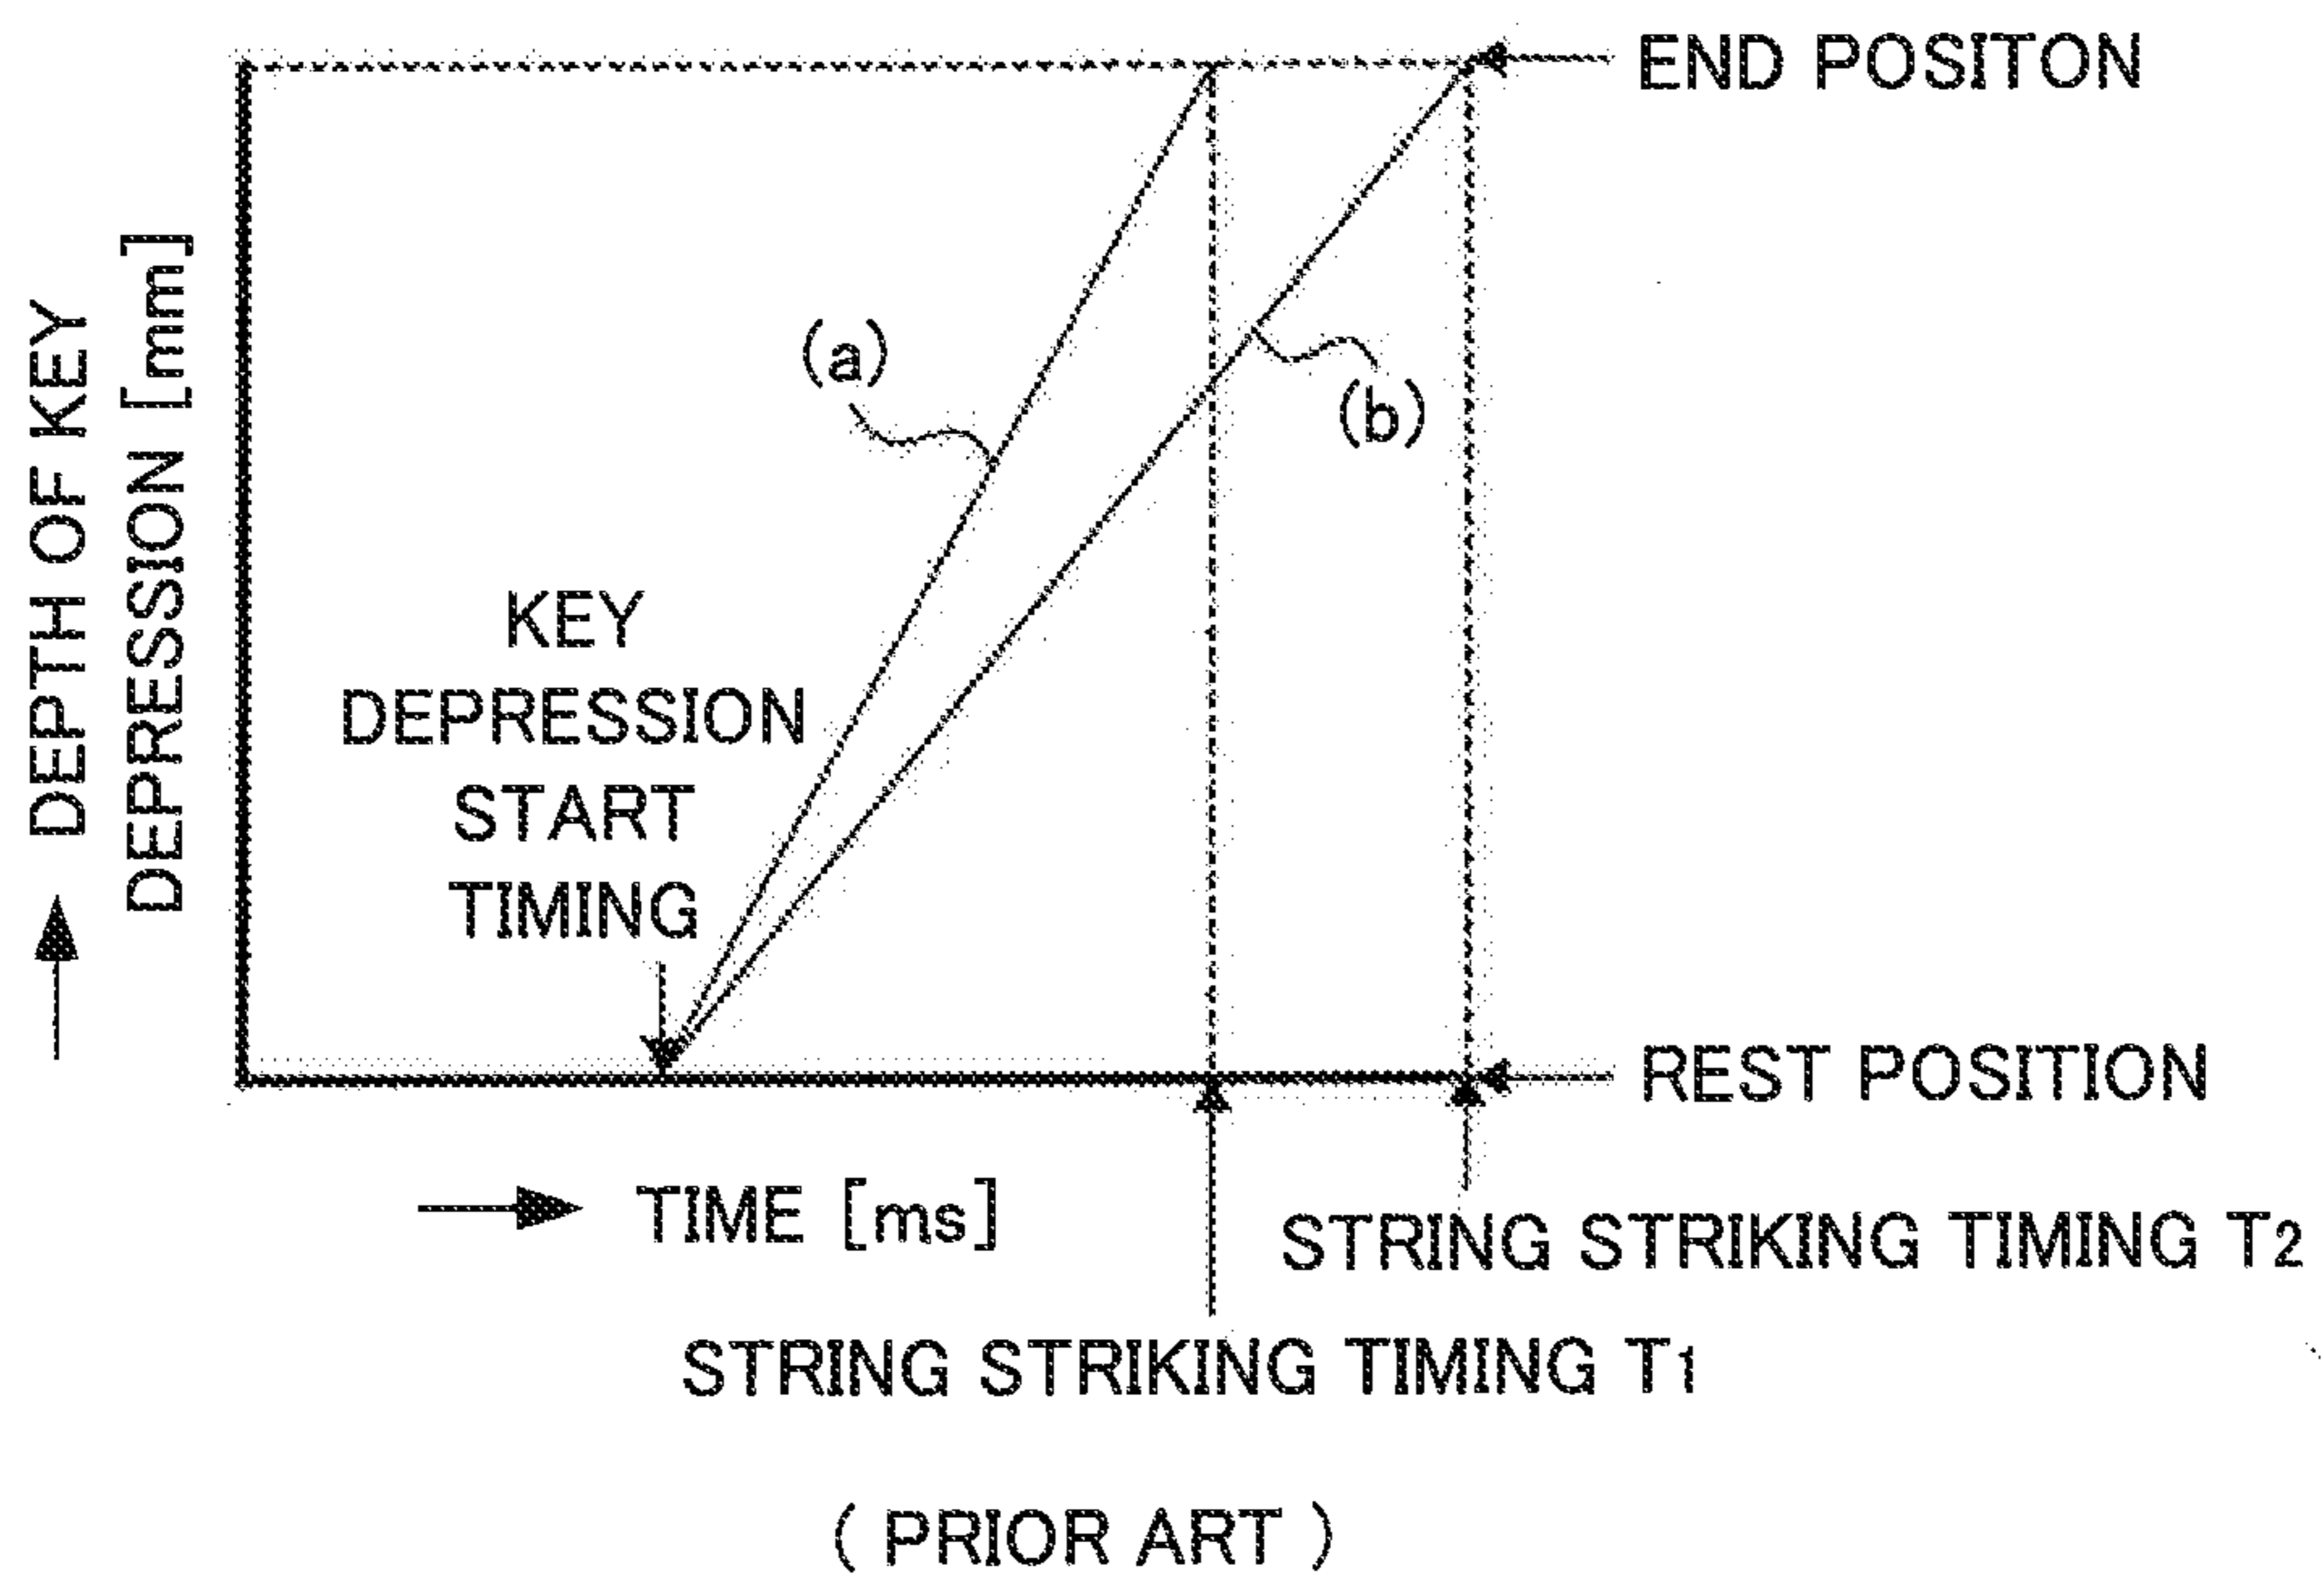 END POSITON
DEPTH OF KEY
DEPRESSION [mm]
(a)
(b)
KEY
DEPRESSION
START
TIMING
REST POSITION
TIME [ms]
STRING STRIKING TIMING T2
STRING STRIKING TIMING T1
( PRIOR ART )